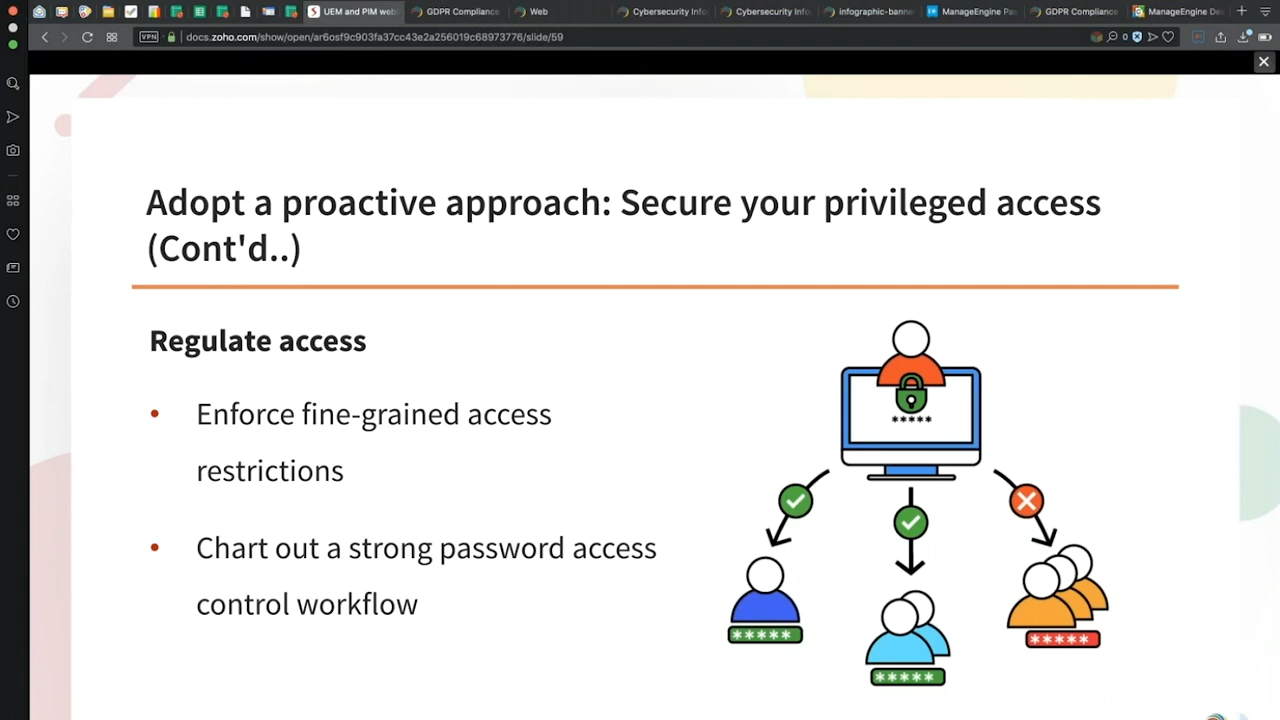 UEM and PIM web
GDPR Compliance
Web
Cybersecurity Info
Cybersecurity Info
infographic-banne
ManageEngine Pa
GDPR Compliance
ManageEngine De
VPN
docs.zoho.com/show/open/ar6osf9c903fa37cc43e2a256019c68973776/slide/59
0
Adopt a proactive approach: Secure your privileged access
(Cont'd..)
Regulate access
• Enforce fine-grained access
restrictions
• Chart out a strong password access
control workflow
*****
*****
*****
*****